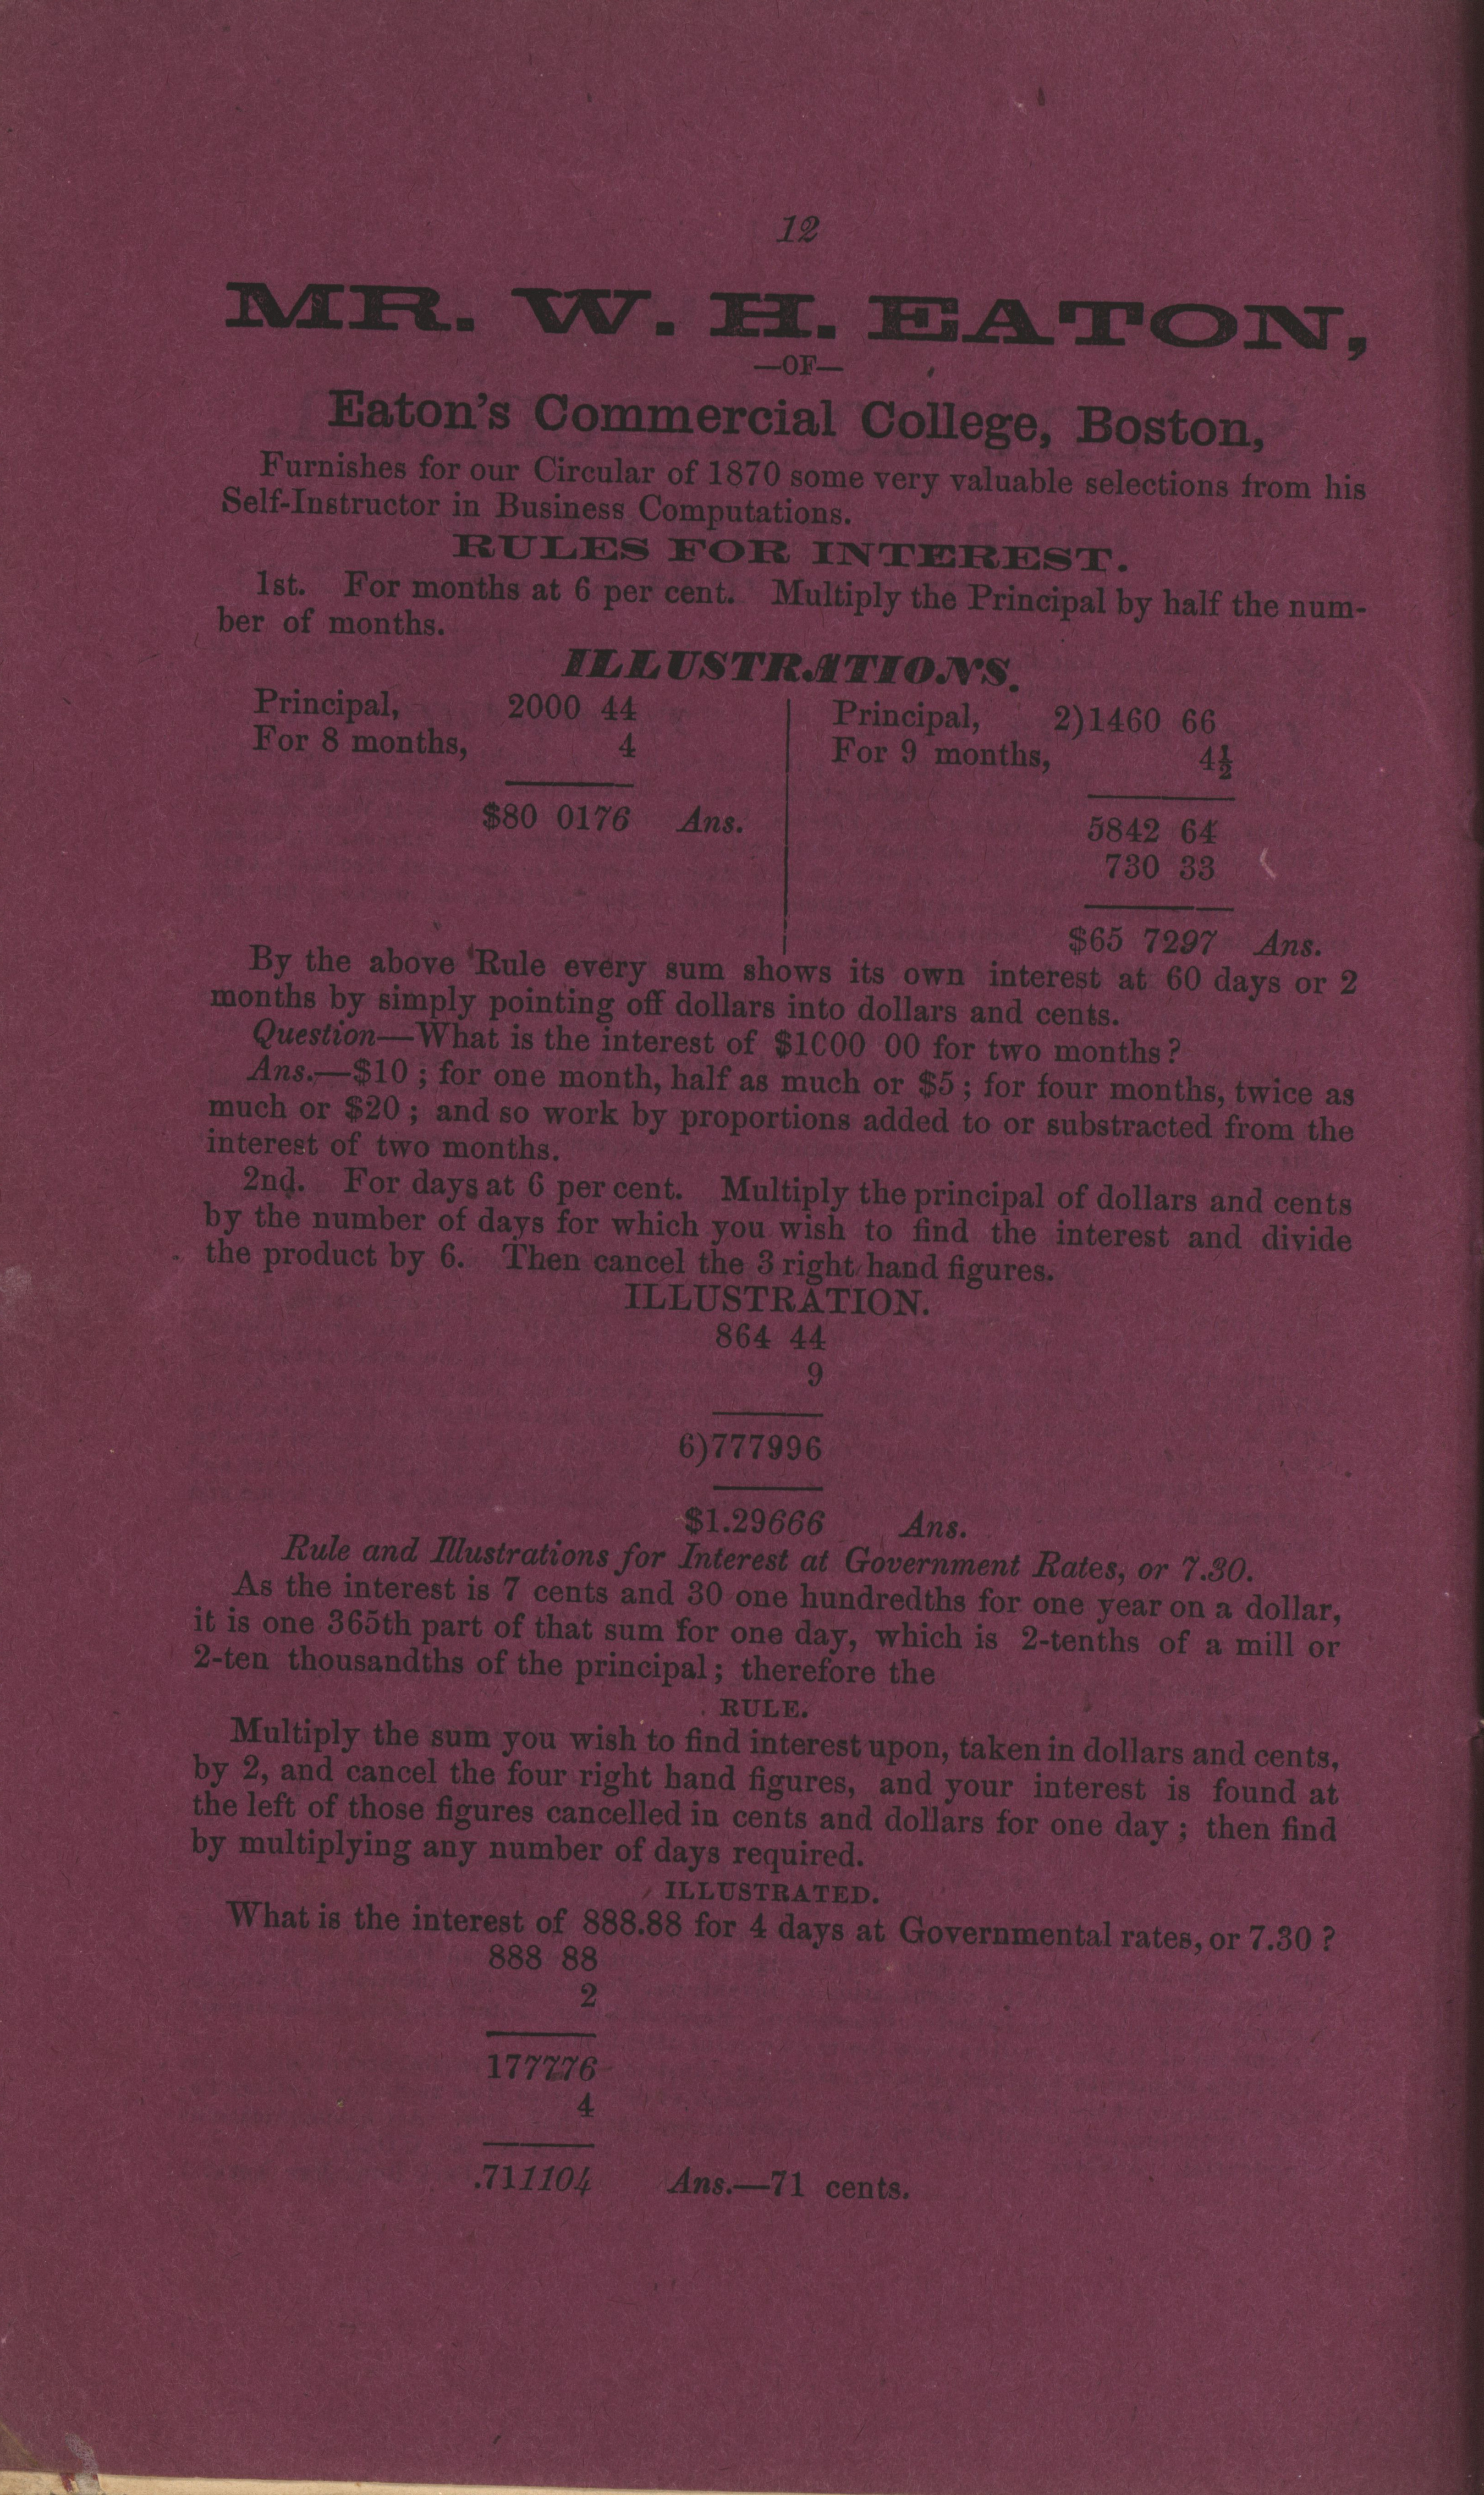 12
MR. W. H. EATON,
—OF—
Eaton's Commercial College, Boston,
Furnishes for our Circular of 1870 some very valuable selections from his
Self-Instructor in Business Computations.
RULES FOR INTEREST.
1st. For months at 6 per cent. Multiply the Principal by half the num-
ber of months.
ILLUSTRATIONS.
Principal, 2000 44
For 8 months, 4
$80 0176 Ans.
Principal, 2)1460 66
For 9 months, 4½
5842 64
730 33
$65 7297 Ans.
By the above Rule every sum shows its own interest at 60 days or 2
months by simply pointing off dollars into dollars and cents.
Question—What is the interest of $1C00 00 for two months?
Ans.—$10; for one month, half as much or $5; for four months, twice as
much or $20; and so work by proportions added to or substracted from the
interest of two months.
2nd. For days at 6 per cent. Multiply the principal of dollars and cents
by the number of days for which you wish to find the interest and divide
the product by 6. Then cancel the 3 right hand figures.
ILLUSTRATION.
864 44
9
6)777996
$1.29666 Ans.
Rule and Illustrations for Interest at Government Rates, or 7.30.
As the interest is 7 cents and 30 one hundredths for one year on a dollar,
it is one 365th part of that sum for one day, which is 2-tenths of a mill or
2-ten thousandths of the principal; therefore the
RULE.
Multiply the sum you wish to find interest upon, taken in dollars and cents,
by 2, and cancel the four right hand figures, and your interest is found at
the left of those figures cancelled in cents and dollars for one day; then find
by multiplying any number of days required.
ILLUSTRATED.
What is the interest of 888.88 for 4 days at Governmental rates, or 7.30?
888 88
2
177776
4
.711104 Ans.—71 cents.